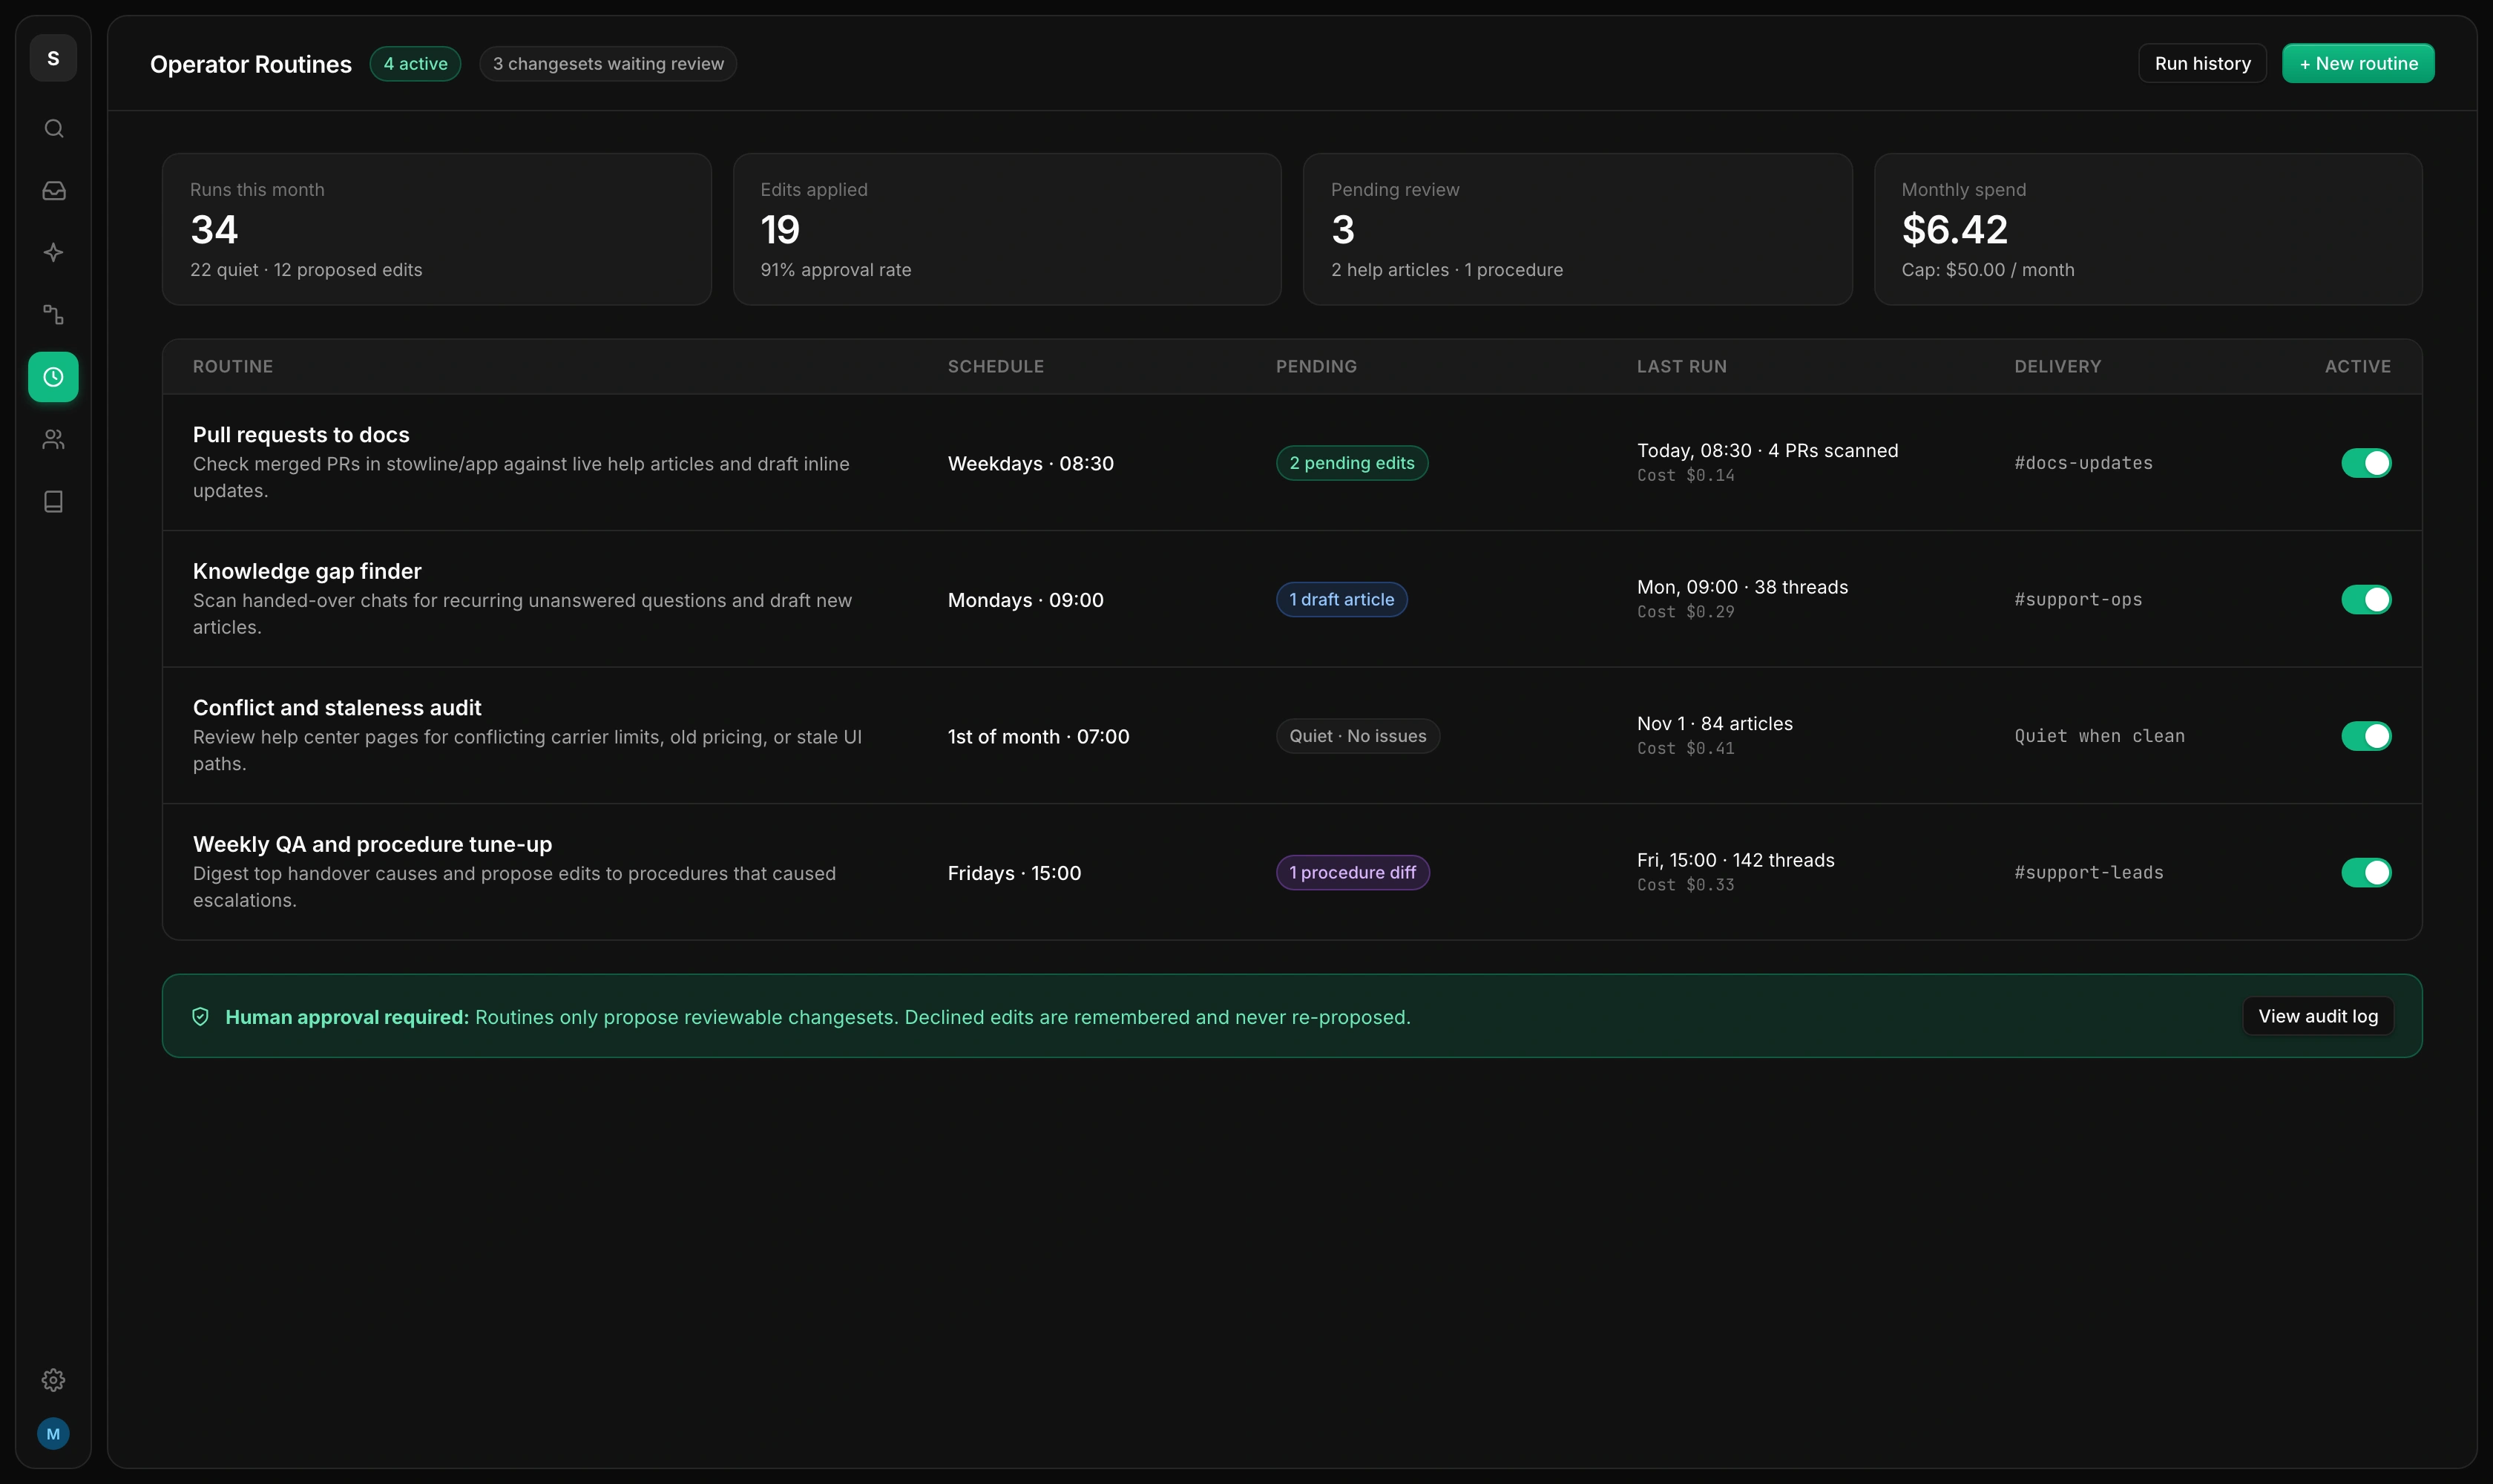 S
Operator Routines
4 active
3 changesets waiting review
Run history
+ New routine
Runs this month
34
22 quiet · 12 proposed edits
Edits applied
19
91% approval rate
Pending review
3
2 help articles · 1 procedure
Monthly spend
$6.42
Cap: $50.00 / month
ROUTINE
SCHEDULE
PENDING
LAST RUN
DELIVERY
ACTIVE
Pull requests to docs
Check merged PRs in stowline/app against live help articles and draft inline
updates.
Weekdays · 08:30
2 pending edits
Today, 08:30 · 4 PRs scanned
Cost $0.14
#docs-updates
Knowledge gap finder
Scan handed-over chats for recurring unanswered questions and draft new
articles.
Mondays · 09:00
1 draft article
Mon, 09:00 · 38 threads
Cost $0.29
#support-ops
Conflict and staleness audit
Review help center pages for conflicting carrier limits, old pricing, or stale UI
paths.
1st of month · 07:00
Quiet · No issues
Nov 1 · 84 articles
Cost $0.41
Quiet when clean
Weekly QA and procedure tune-up
Digest top handover causes and propose edits to procedures that caused
escalations.
Fridays · 15:00
1 procedure diff
Fri, 15:00 · 142 threads
Cost $0.33
#support-leads
Human approval required: Routines only propose reviewable changesets. Declined edits are remembered and never re-proposed.
View audit log
M